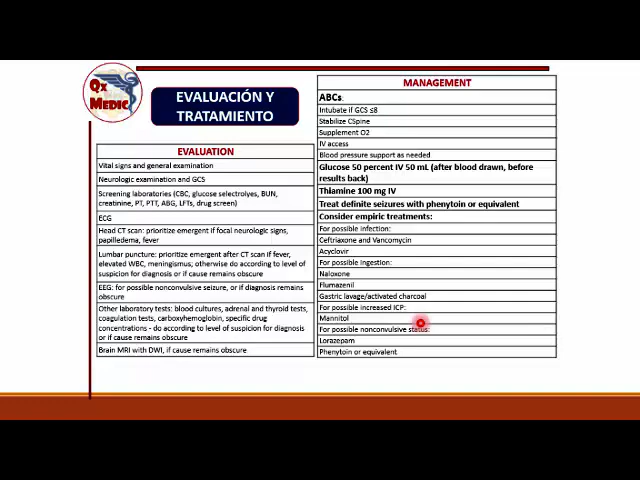 Qx
MEDIC
EVALUACIÓN Y
TRATAMIENTO
EVALUATION
Vital signs and general examination
Neurologic examination and GCS
Screening laboratories (CBC, glucose selectrolyes, BUN,
creatinine, PT, PTT, ABG, LFTs, drug screen)
ECG
Head CT scan: prioritize emergent if focal neurologic signs,
papilledema, fever
Lumbar puncture: prioritize emergent after CT scan if fever,
elevated WBC, meningismus; otherwise do according to level of
suspicion for diagnosis or if cause remains obscure
EEG: for possible nonconvulsive seizure, or if diagnosis remains
obscure
Other laboratory tests: blood cultures, adrenal and thyroid tests,
coagulation tests, carboxyhemoglobin, specific drug
concentrations - do according to level of suspicion for diagnosis
or if cause remains obscure
Brain MRI with DWI, if cause remains obscure
MANAGEMENT
ABCs:
Intubate if GCS ≤8
Stabilize CSpine
Supplement O2
IV access
Blood pressure support as needed
Glucose 50 percent IV 50 mL (after blood drawn, before
results back)
Thiamine 100 mg IV
Treat definite seizures with phenytoin or equivalent
Consider empiric treatments:
For possible infection:
Ceftriaxone and Vancomycin
Acyclovir
For possible ingestion:
Naloxone
Flumazenil
Gastric lavage/activated charcoal
For possible increased ICP:
Mannitol
For possible nonconvulsive status:
Lorazepam
Phenytoin or equivalent